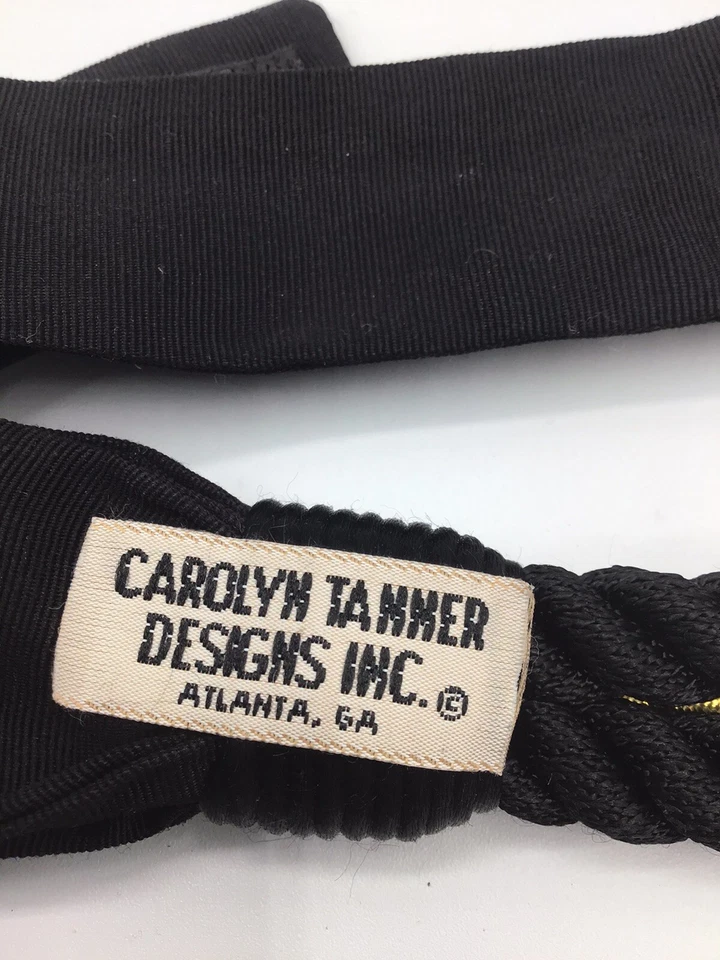 CAROLYN TANNER
DESIGNS INC.©
ATLANTA, GA